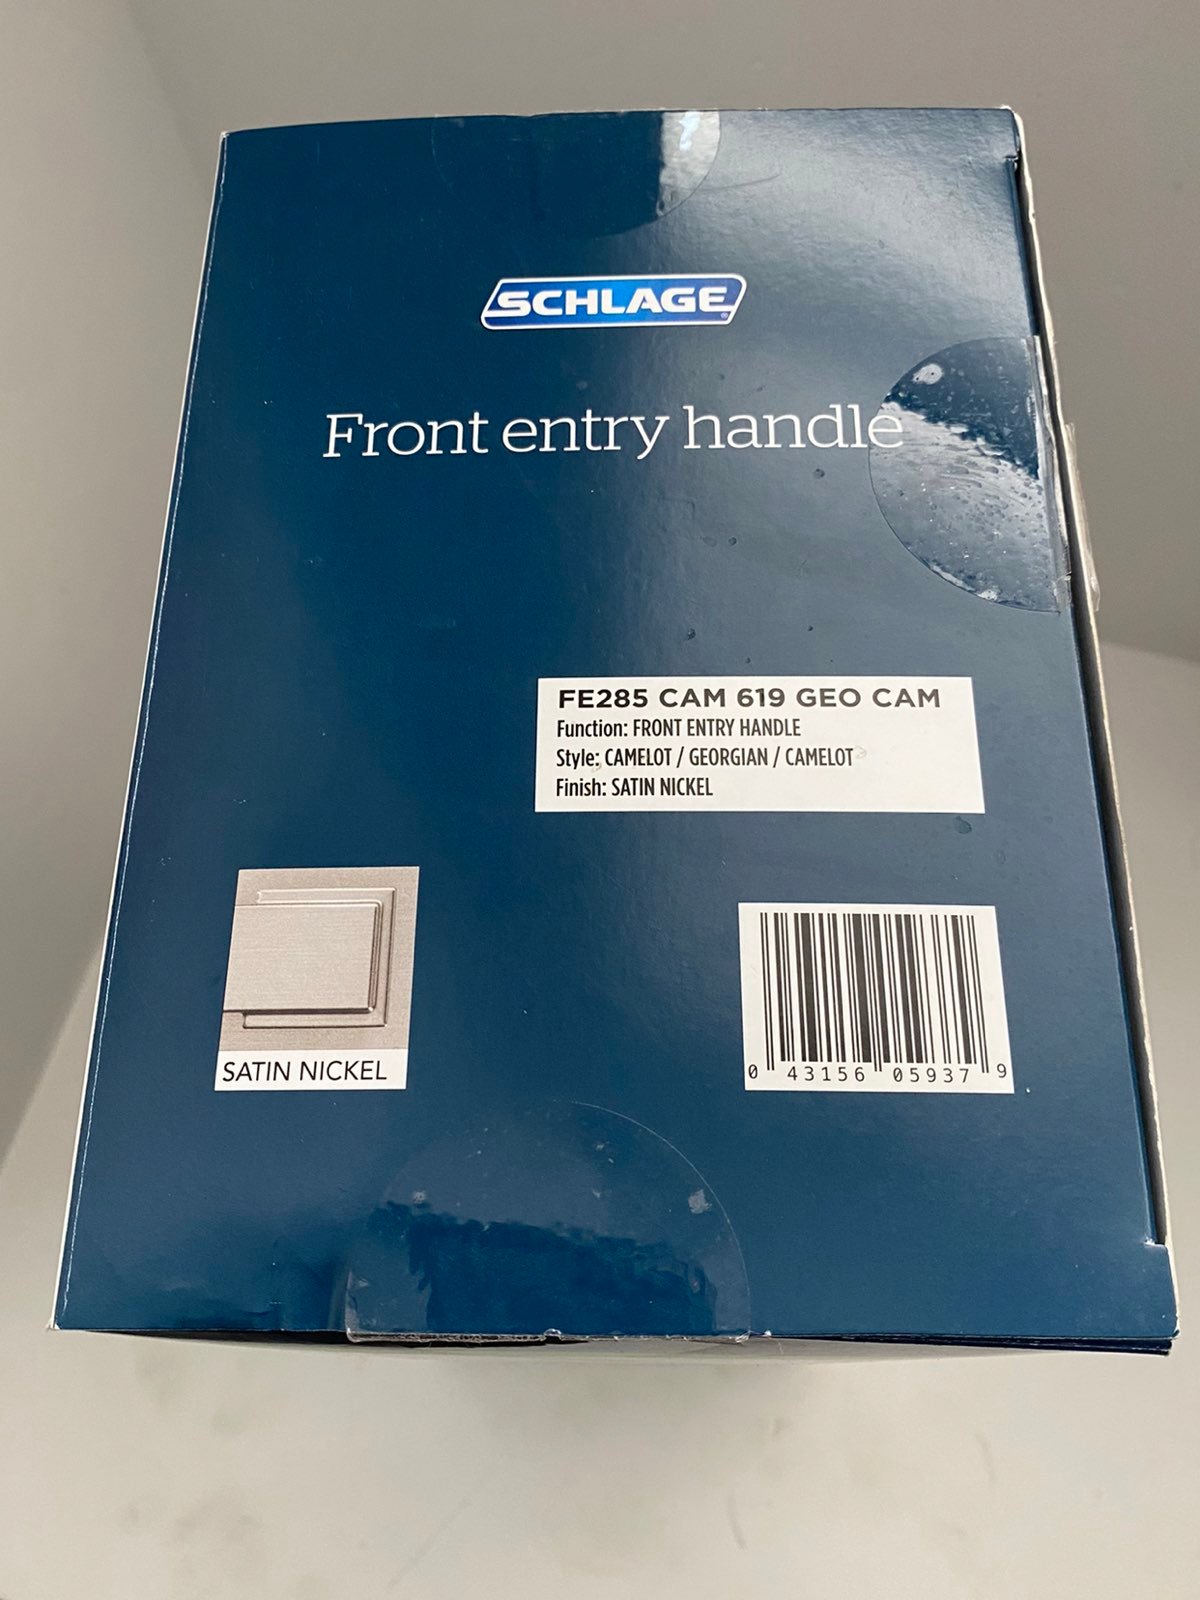 SCHLAGE
Front entry handle
FE285 CAM 619 GEO CAM
Function: FRONT ENTRY HANDLE
Style: CAMELOT / GEORGIAN / CAMELOT
Finish: SATIN NICKEL
SATIN NICKEL
0 43156 05937 9